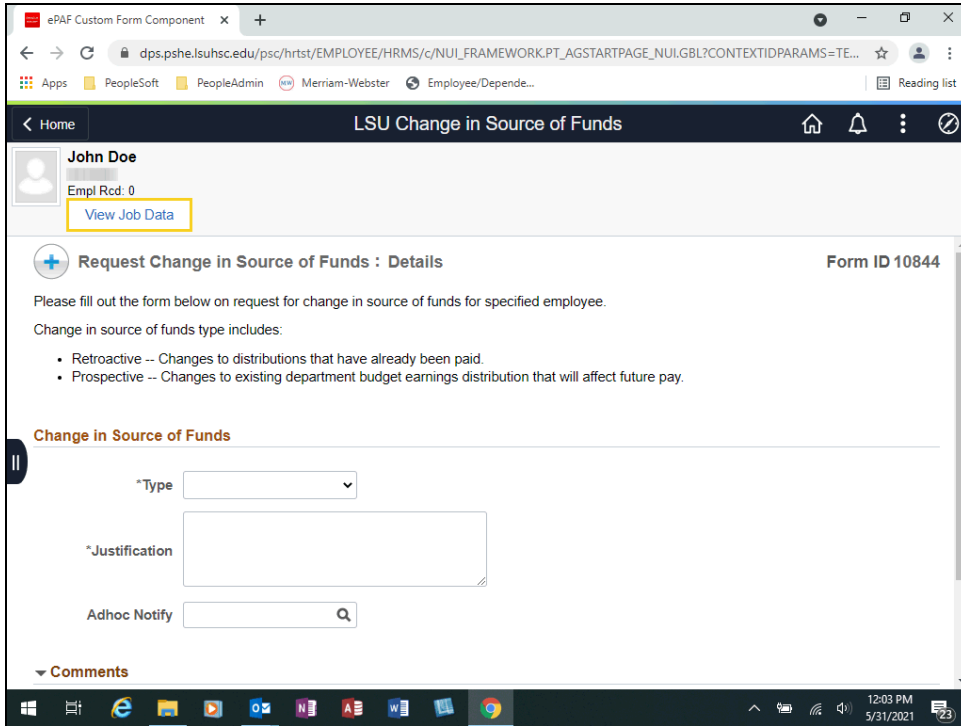 ePAF Custom Form Component
dps.pshe.lsuhsc.edu/psc/hrtst/EMPLOYEE/HRMS/c/NUI_FRAMEWORK.PT_AGSTARTPAGE_NUI.GBL?CONTEXTIDPARAMS=TE...
Apps PeopleSoft PeopleAdmin MW Merriam-Webster Employee/Depende... Reading list
Home LSU Change in Source of Funds
John Doe
Empl Rcd: 0
View Job Data
Request Change in Source of Funds : Details Form ID 10844
Please fill out the form below on request for change in source of funds for specified employee.
Change in source of funds type includes:
• Retroactive -- Changes to distributions that have already been paid.
• Prospective -- Changes to existing department budget earnings distribution that will affect future pay.
Change in Source of Funds
*Type
*Justification
Adhoc Notify
Comments
12:03 PM
5/31/2021
23